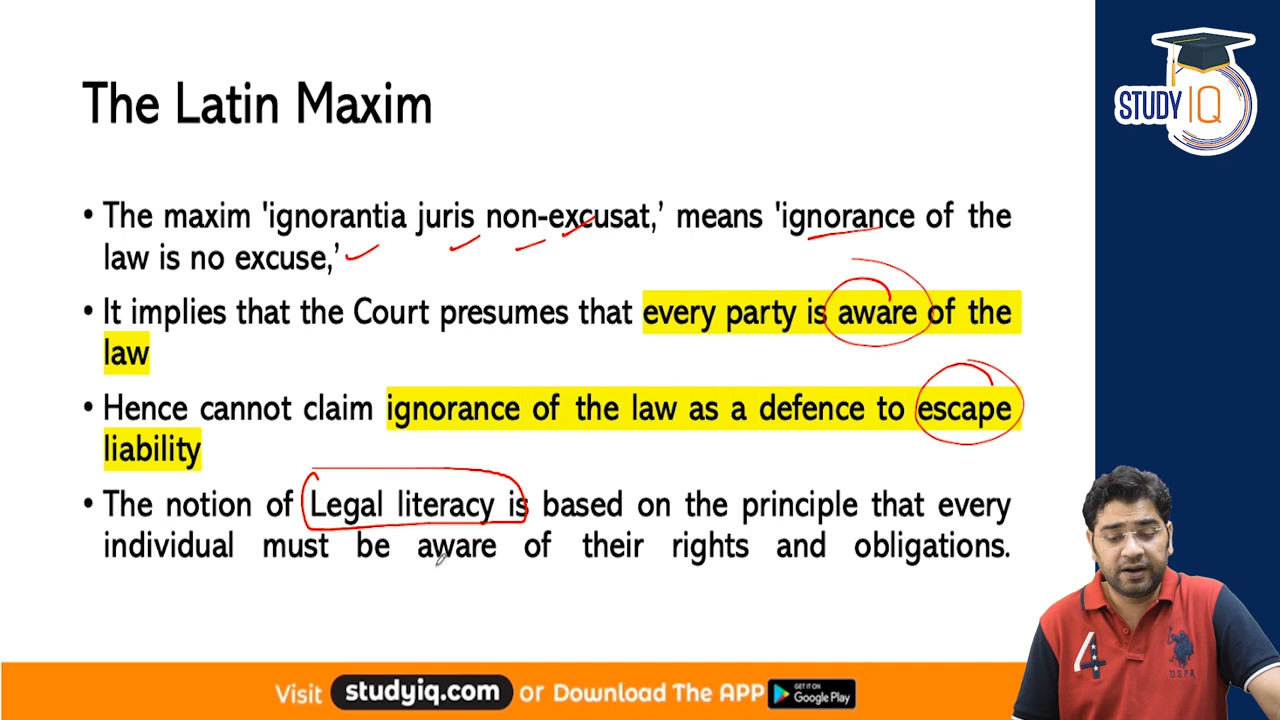 The Latin Maxim
• The maxim 'ignorantia juris non-excusat,’ means 'ignorance of the
law is no excuse,’
• It implies that the Court presumes that every party is aware of the
law
• Hence cannot claim ignorance of the law as a defence to escape
liability
• The notion of Legal literacy is based on the principle that every
individual must be aware of their rights and obligations.
STUDY IQ
4
USPA
Visit studyiq.com or Download The APP GET IT ON Google Play